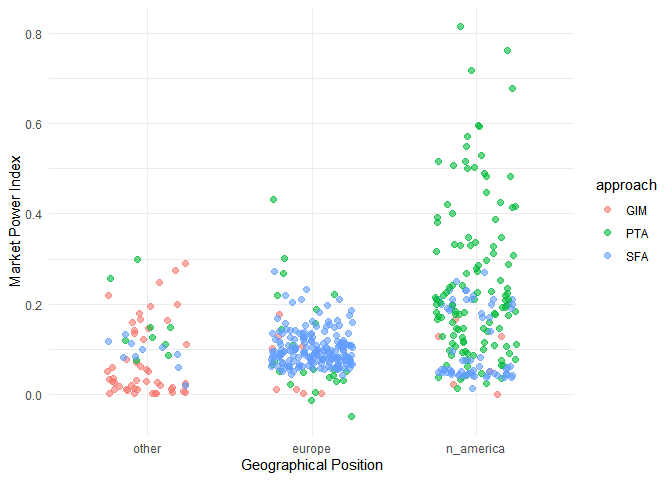 0.8
0.6
0.4
0.2
0.0
Market Power Index
other
europe
n_america
Geographical Position
approach
GIM
PTA
SFA